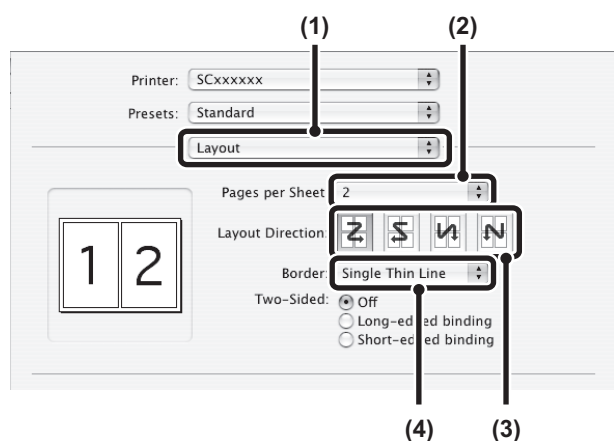 (1) (2)
Printer: SCxxxxxx
Presets: Standard
Layout
Pages per Sheet 2
Layout Direction:
1 2
Border: Single Thin Line
Two-Sided: Off
Long-edged binding
Short-edged binding
(4) (3)